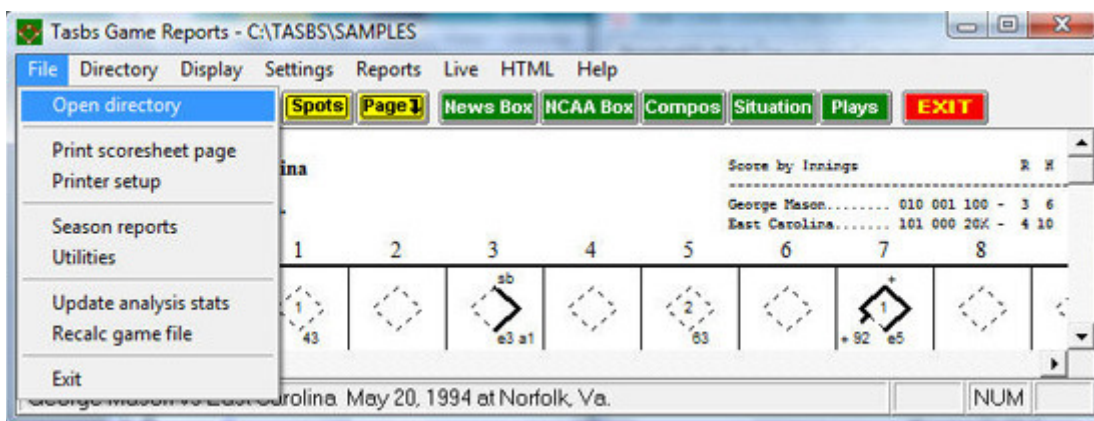 Tasbs Game Reports - C:\TASBS\SAMPLES
File Directory Display Settings Reports Live HTML Help
Open directory
Spots Page News Box NCAA Box Compos Situation Plays EXIT
Print scoresheet page
Printer setup
Season reports
Utilities
Update analysis stats
Recalc game file
Exit
ina
Score by Innings R H
George Mason........ 010 001 100 - 3 6
East Carolina....... 101 000 20X - 4 10
1 2 3 4 5 6 7 8
sb +
1 2 1
43 e3 a1 63 + 92 e5
George Mason vs East Carolina May 20, 1994 at Norfolk, Va. NUM